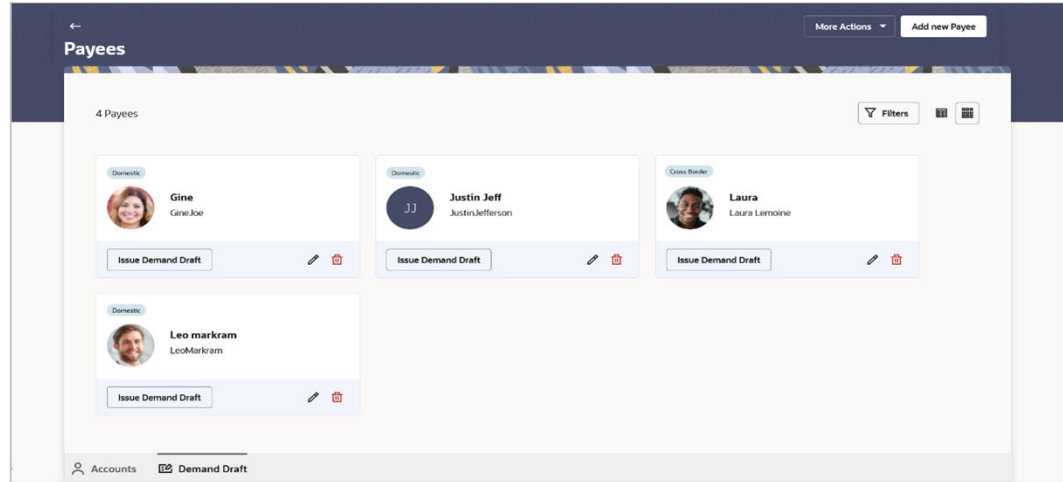 More Actions
Add new Payee
Payees
4 Payees
Filters
Domestic
Gine
GineJoe
Issue Demand Draft
Domestic
JJ
Justin Jeff
JustinJefferson
Issue Demand Draft
Cross Border
Laura
Laura Lemoine
Issue Demand Draft
Domestic
Leo markram
LeoMarkram
Issue Demand Draft
Accounts
Demand Draft